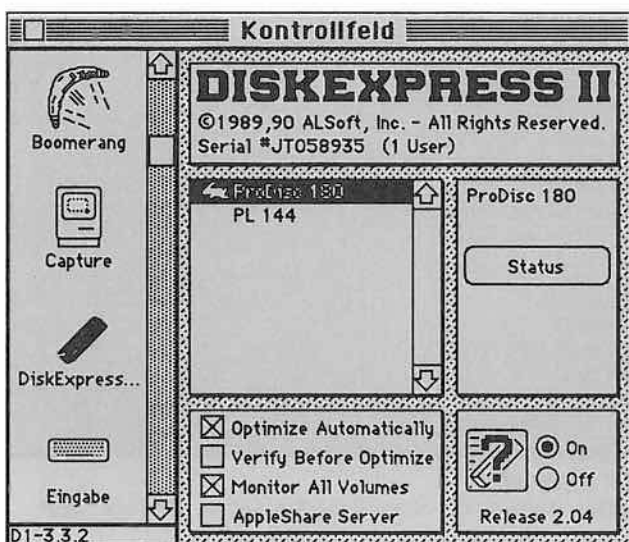 Kontrollfeld
Boomerang
Capture
DiskExpress...
Eingabe
D1-3.3.2
DISKEXPRESS II
©1989,90 ALSoft, Inc. - All Rights Reserved.
Serial #JT058935 (1 User)
ProDisc 180
PL 144
ProDisc 180
Status
Optimize Automatically
Verify Before Optimize
Monitor All Volumes
AppleShare Server
?
On
Off
Release 2.04